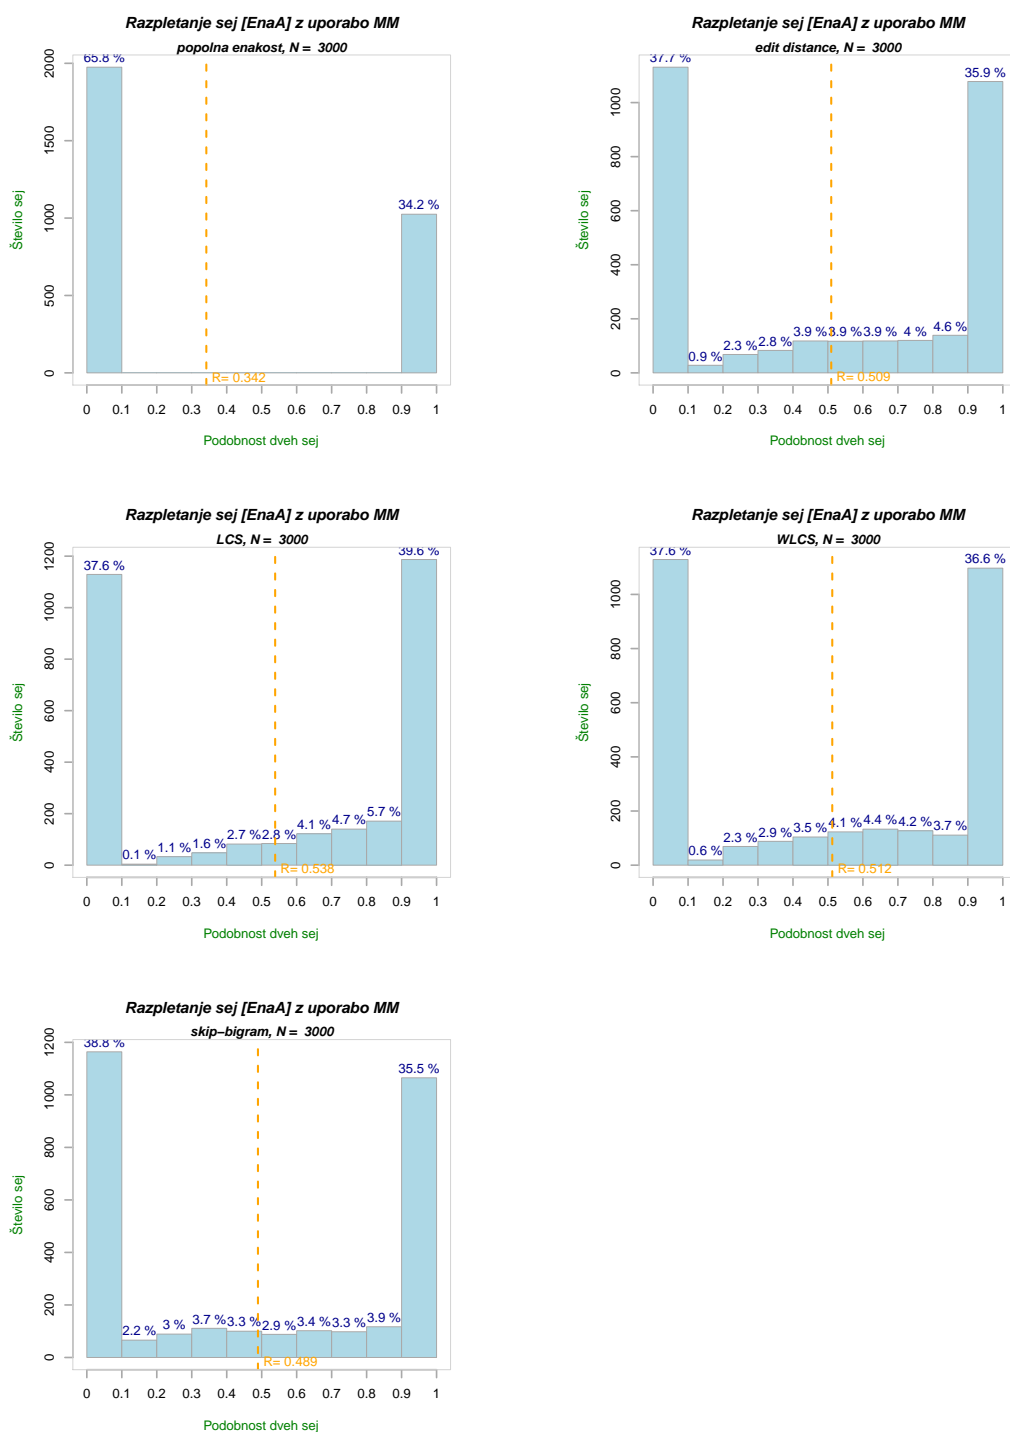 Razpletanje sej [EnaA] z uporabo MM
popolna enakost, N = 3000
65.8 %
34.2 %
R= 0.342
0 500 1000 1500 2000
Število sej
0 0.1 0.2 0.3 0.4 0.5 0.6 0.7 0.8 0.9 1
Podobnost dveh sej
Razpletanje sej [EnaA] z uporabo MM
edit distance, N = 3000
37.7 %
0.9 %
2.3 %
2.8 %
3.9 %
3.9 %
3.9 %
4 %
4.6 %
35.9 %
R= 0.509
0 200 400 600 800 1000
Število sej
0 0.1 0.2 0.3 0.4 0.5 0.6 0.7 0.8 0.9 1
Podobnost dveh sej
Razpletanje sej [EnaA] z uporabo MM
LCS, N = 3000
37.6 %
0.1 %
1.1 %
1.6 %
2.7 %
2.8 %
4.1 %
4.7 %
5.7 %
39.6 %
R= 0.538
0 200 400 600 800 1000 1200
Število sej
0 0.1 0.2 0.3 0.4 0.5 0.6 0.7 0.8 0.9 1
Podobnost dveh sej
Razpletanje sej [EnaA] z uporabo MM
WLCS, N = 3000
37.6 %
0.6 %
2.3 %
2.9 %
3.5 %
4.1 %
4.4 %
4.2 %
3.7 %
36.6 %
R= 0.512
0 200 400 600 800 1000
Število sej
0 0.1 0.2 0.3 0.4 0.5 0.6 0.7 0.8 0.9 1
Podobnost dveh sej
Razpletanje sej [EnaA] z uporabo MM
skip−bigram, N = 3000
38.8 %
2.2 %
3 %
3.7 %
3.3 %
2.9 %
3.4 %
3.3 %
3.9 %
35.5 %
R= 0.489
0 200 400 600 800 1000 1200
Število sej
0 0.1 0.2 0.3 0.4 0.5 0.6 0.7 0.8 0.9 1
Podobnost dveh sej